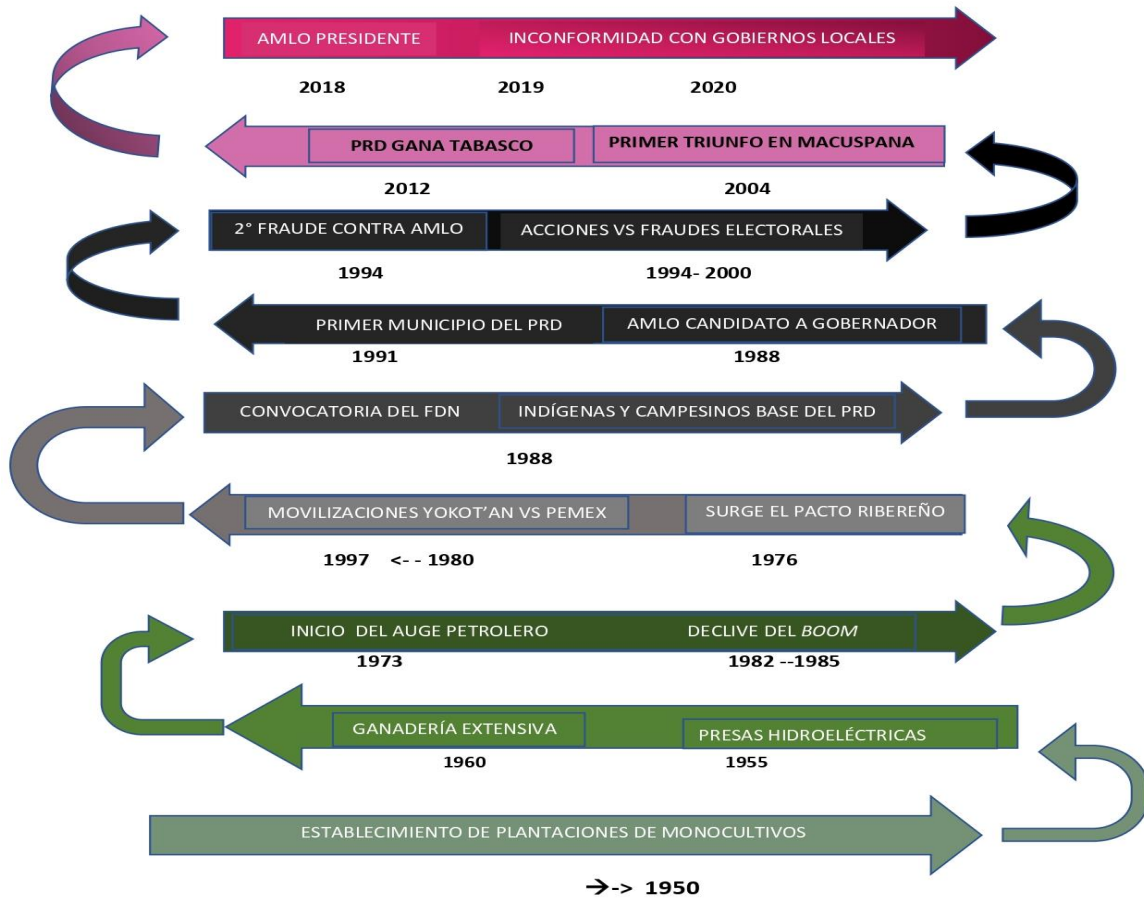 AMLO PRESIDENTE INCONFORMIDAD CON GOBIERNOS LOCALES
2018 2019 2020
PRD GANA TABASCO PRIMER TRIUNFO EN MACUSPANA
2012 2004
2° FRAUDE CONTRA AMLO ACCIONES VS FRAUDES ELECTORALES
1994 1994- 2000
PRIMER MUNICIPIO DEL PRD AMLO CANDIDATO A GOBERNADOR
1991 1988
CONVOCATORIA DEL FDN INDÍGENAS Y CAMPESINOS BASE DEL PRD
1988
MOVILIZACIONES YOKOT’AN VS PEMEX SURGE EL PACTO RIBEREÑO
1997 <- - 1980 1976
INICIO DEL AUGE PETROLERO DECLIVE DEL BOOM
1973 1982 --1985
GANADERÍA EXTENSIVA PRESAS HIDROELÉCTRICAS
1960 1955
ESTABLECIMIENTO DE PLANTACIONES DE MONOCULTIVOS
→-> 1950